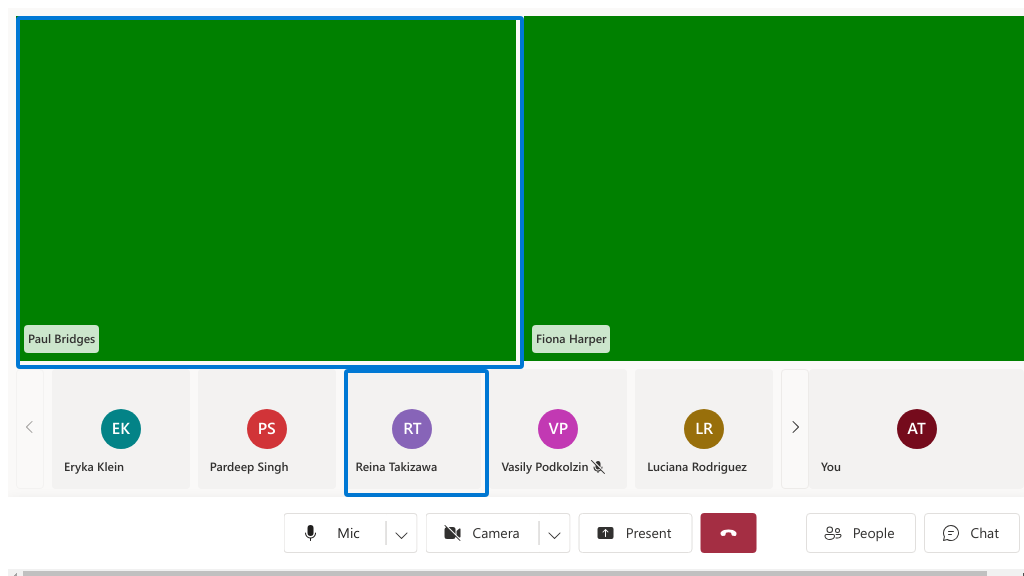 Paul Bridges
Fiona Harper
EK
PS
RT
VP
LR
AT
Eryka Klein
Pardeep Singh
Reina Takizawa
Vasily Podkolzin
Luciana Rodriguez
You
Mic
Camera
Present
People
Chat